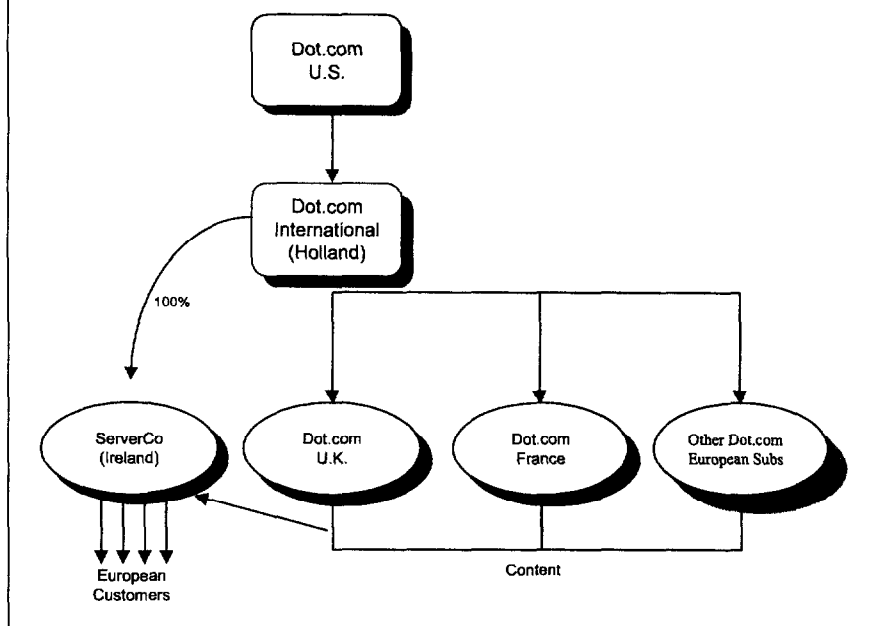 Dot.com
U.S.
Dot.com
International
(Holland)
100%
ServerCo
(Ireland)
Dot.com
U.K.
Dot.com
France
Other Dot.com
European Subs
European
Customers
Content